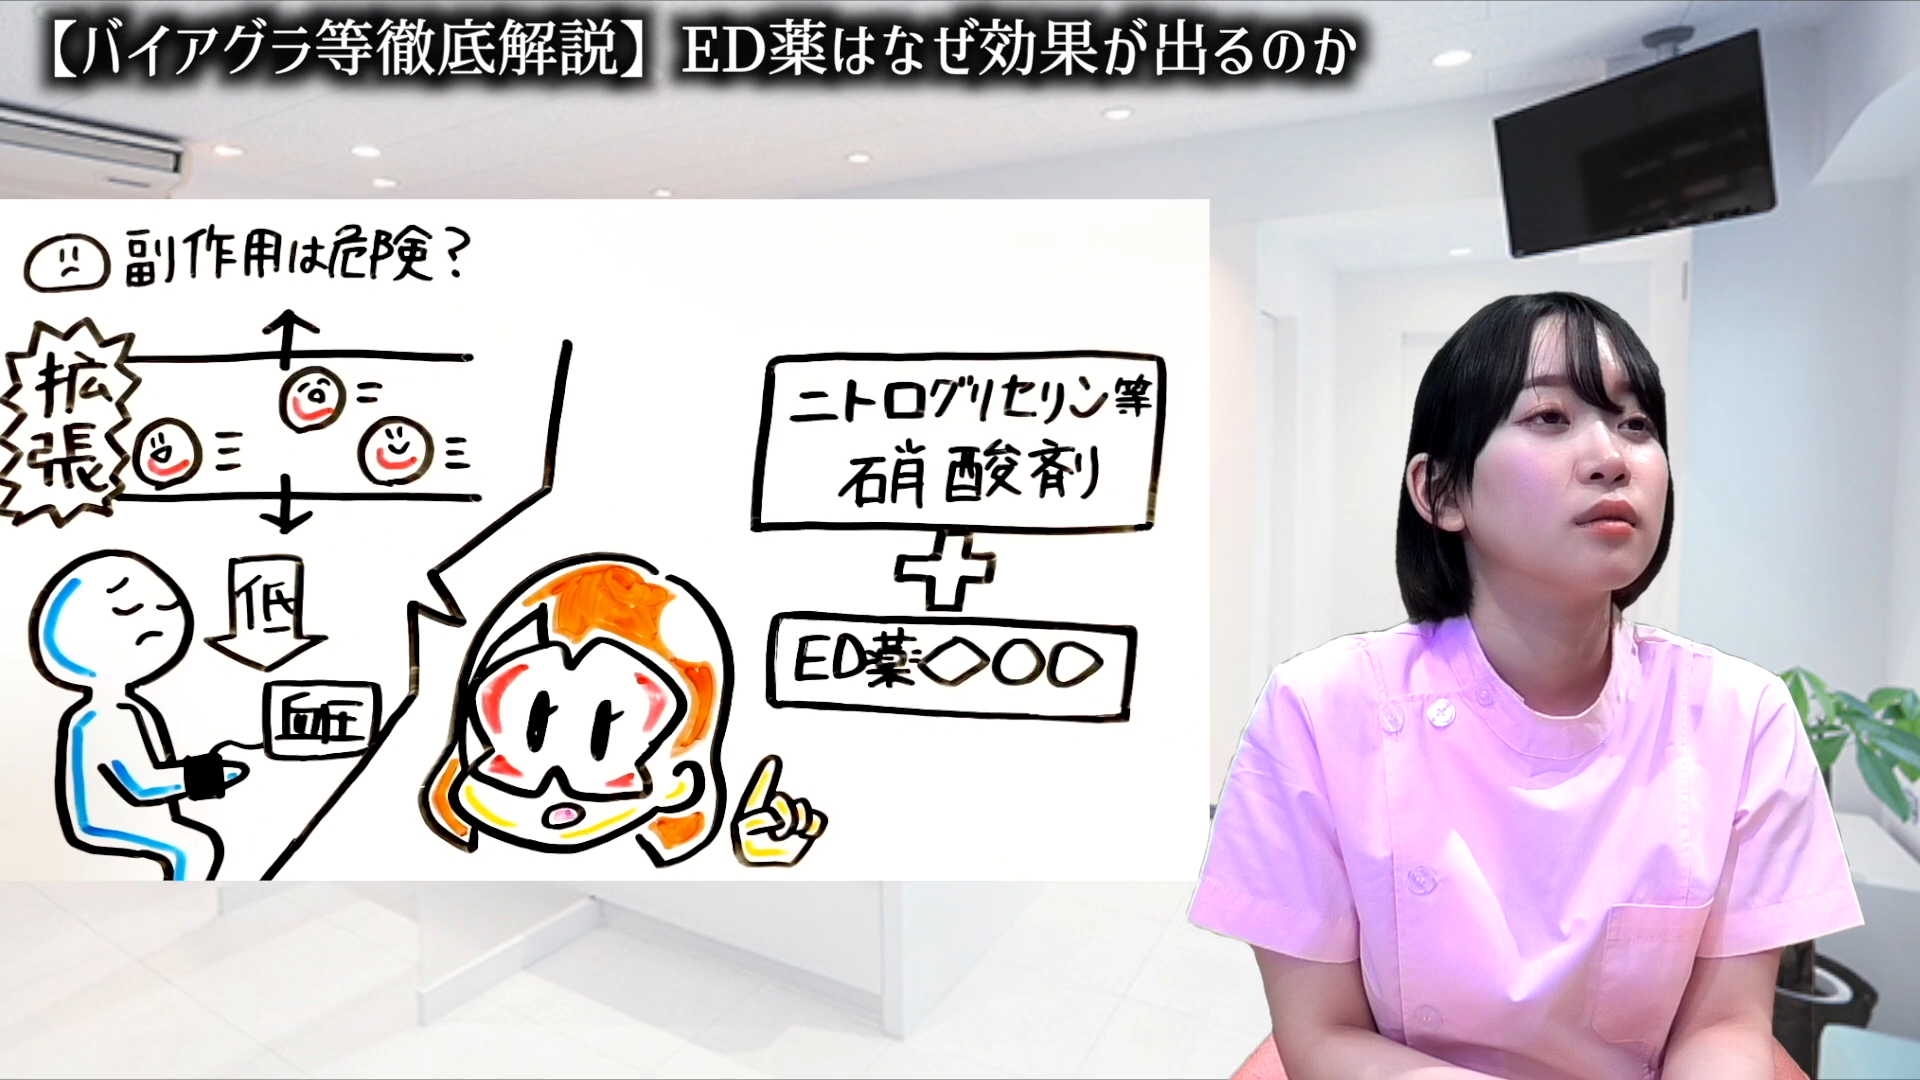 【バイアグラ等徹底解説】ED薬はなぜ効果が出るのか
副作用は危険？
拡張
低
血圧
ニトログリセリン等
硝酸剤
ED薬